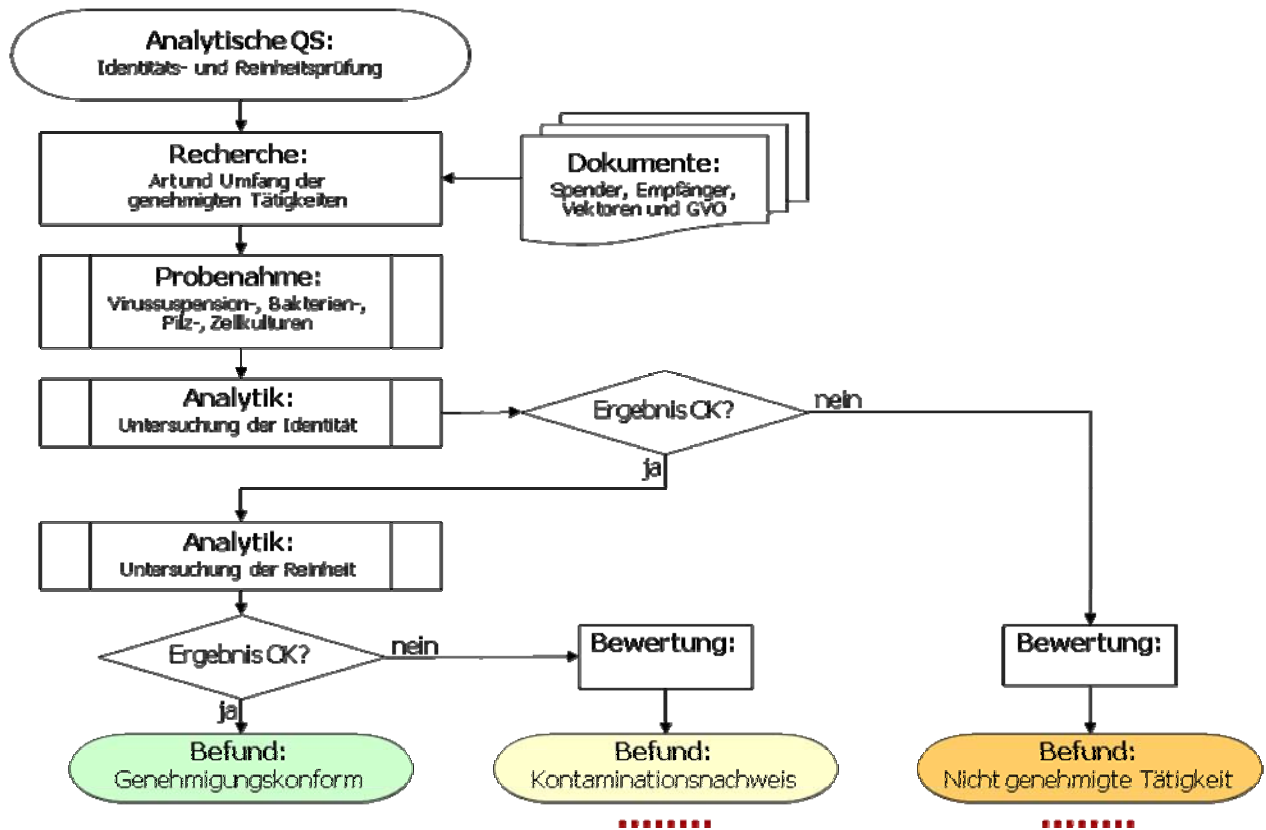 Analytische QS:
Identitäts- und Reinheitsprüfung
Recherche:
Art und Umfang der
genehmigten Tätigkeiten
Dokumente:
Spender, Empfänger,
Vektoren und GVO
Probenahme:
Virussuspension-, Bakterien-,
Pilz-, Zellkulturen
Analytik:
Untersuchung der Identität
Ergebnis OK?
nein
ja
Analytik:
Untersuchung der Reinheit
Ergebnis OK?
nein
ja
Bewertung:
Bewertung:
Befund:
Genehmigungskonform
Befund:
Kontaminationsnachweis
Befund:
Nicht genehmigte Tätigkeit